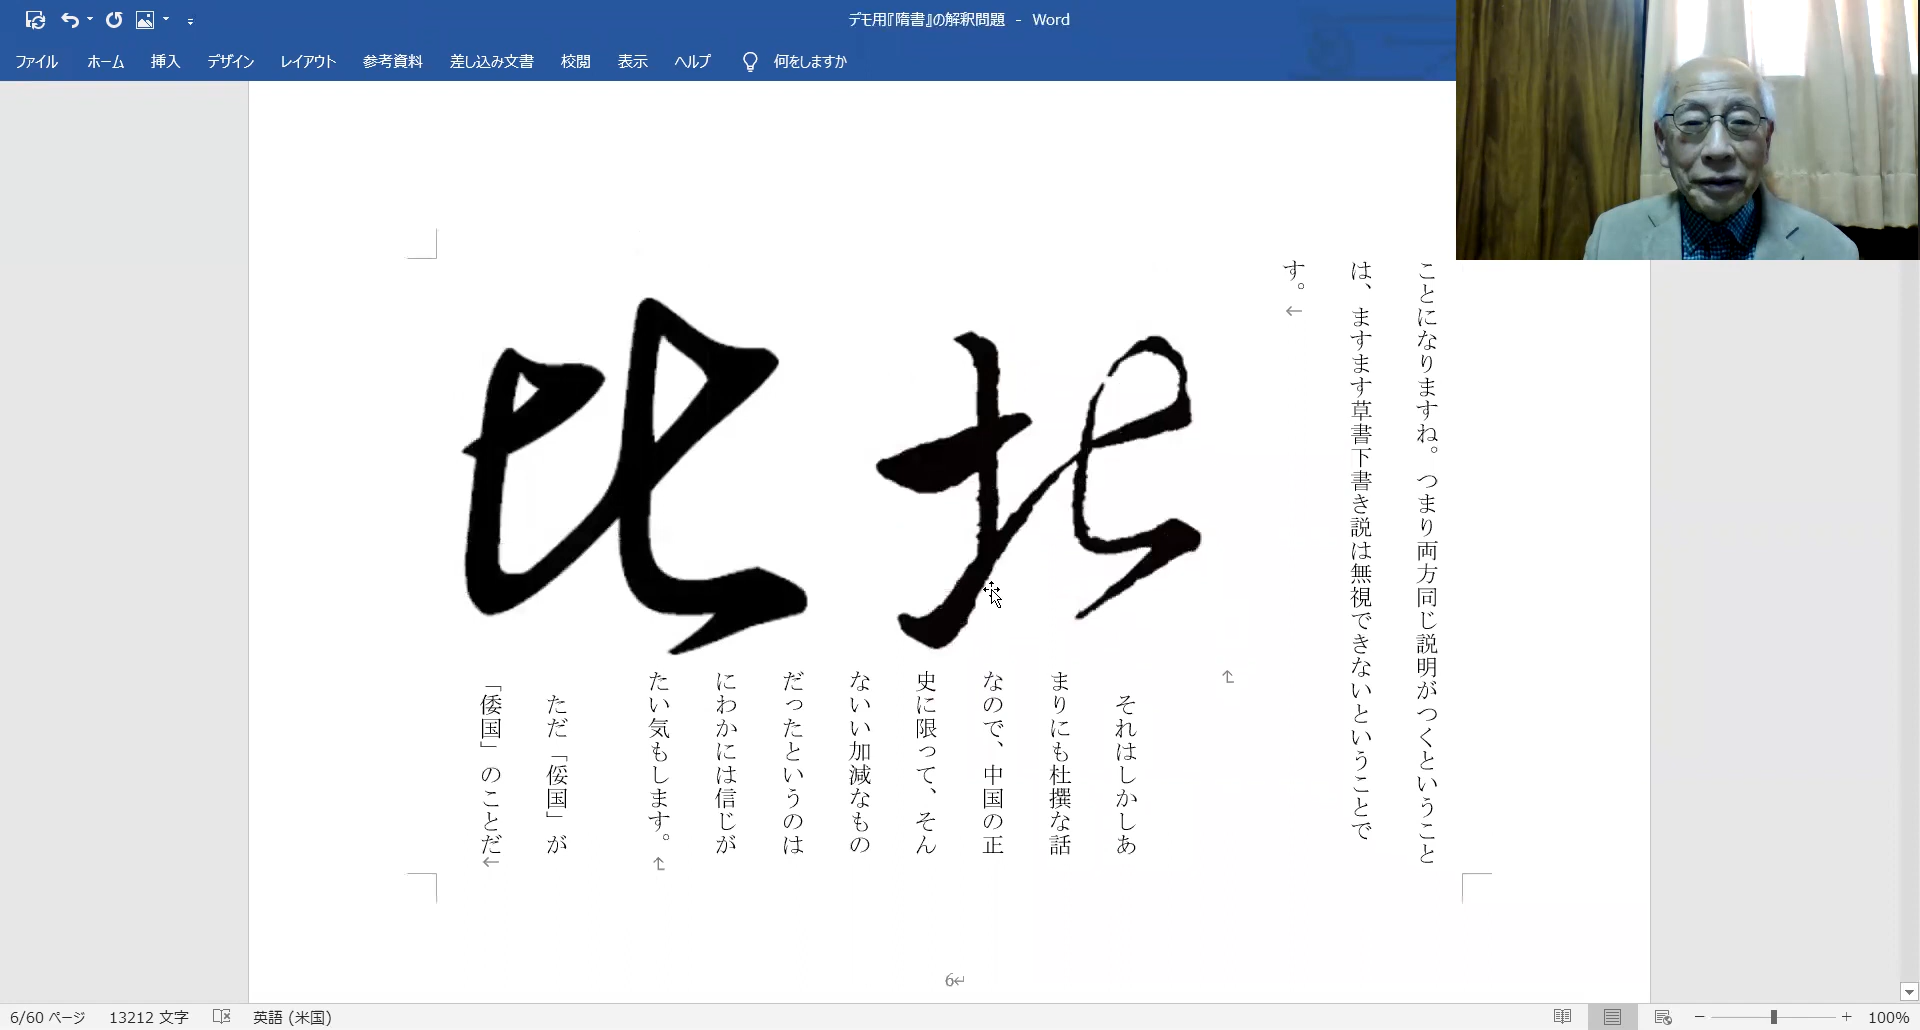 デモ用『隋書』の解釈問題 - Word
ファイル ホーム 挿入 デザイン レイアウト 参考資料 差し込み文書 校閲 表示 ヘルプ 何をしますか
ことになりますね。つまり両方同じ説明がつくということ
は、ますます草書下書き説は無視できないということで
す。
北
比
それはしかしあ
まりにも杜撰な話
なので、中国の正
史に限って、そん
ないい加減なもの
だったというのは
にわかには信じが
たい気もします。
ただ「俀国」が
「倭国」のことだ
6
6/60 ページ 13212 文字 英語 (米国) 100%